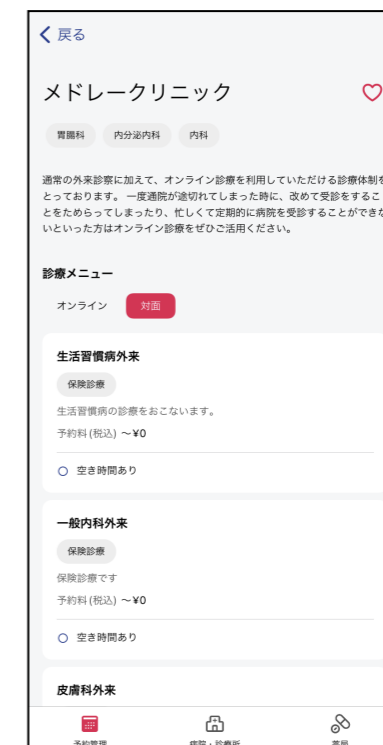 戻る
メドレークリニック
胃腸科 内分泌内科 内科
通常の外来診察に加えて、オンライン診療を利用していただける診療体制を
とっております。 一度通院が途切れてしまった時に、改めて受診をするこ
とをためらってしまったり、忙しくて定期的に病院を受診することができな
いといった方はオンライン診療をぜひご活用ください。
診療メニュー
オンライン 対面
生活習慣病外来
保険診療
生活習慣病の診療をおこないます。
予約料(税込) 〜¥0
空き時間あり
一般内科外来
保険診療
保険診療です
予約料(税込) 〜¥0
空き時間あり
皮膚科外来
予約管理 病院・診療所 薬局